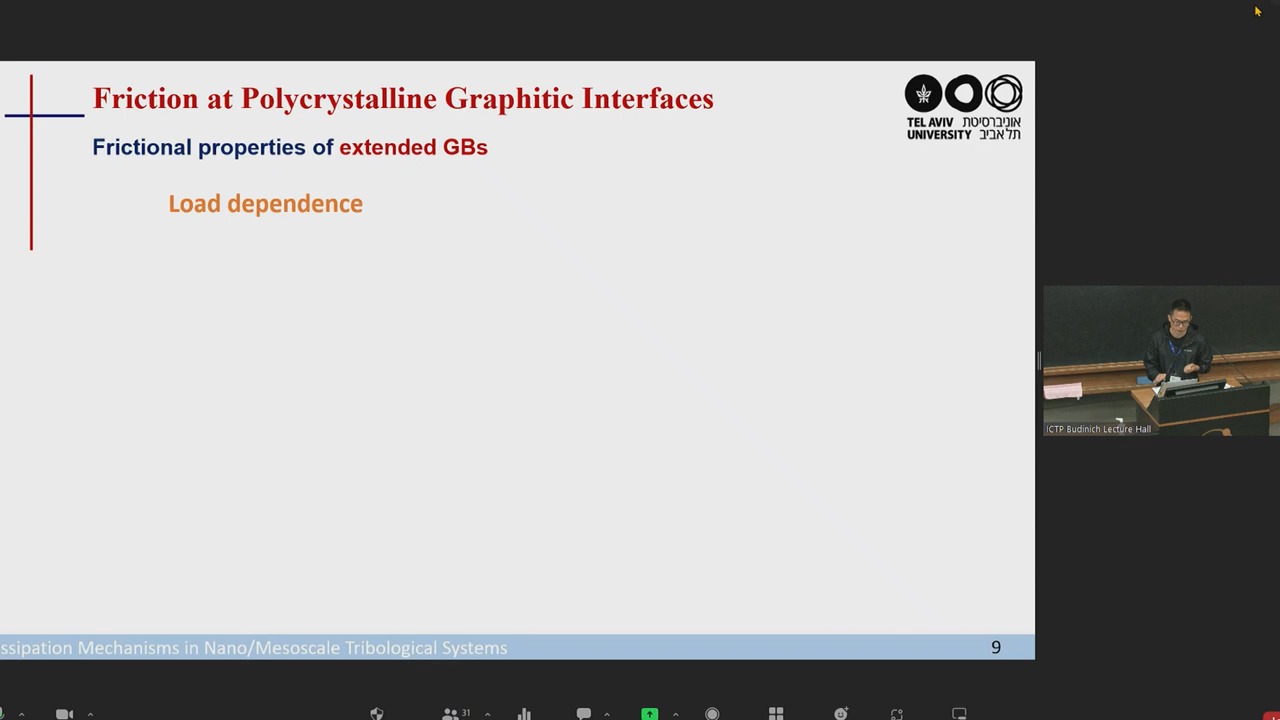 Friction at Polycrystalline Graphitic Interfaces
TEL AVIV אוניברסיטת
UNIVERSITY תל אביב
Frictional properties of extended GBs
Load dependence
ICTP Budinich Lecture Hall
ssipation Mechanisms in Nano/Mesoscale Tribological Systems
9
31